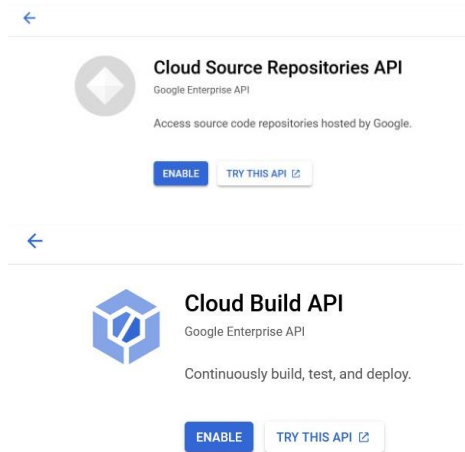 Cloud Source Repositories API
Google Enterprise API
Access source code repositories hosted by Google.
ENABLE TRY THIS API
Cloud Build API
Google Enterprise API
Continuously build, test, and deploy.
ENABLE TRY THIS API